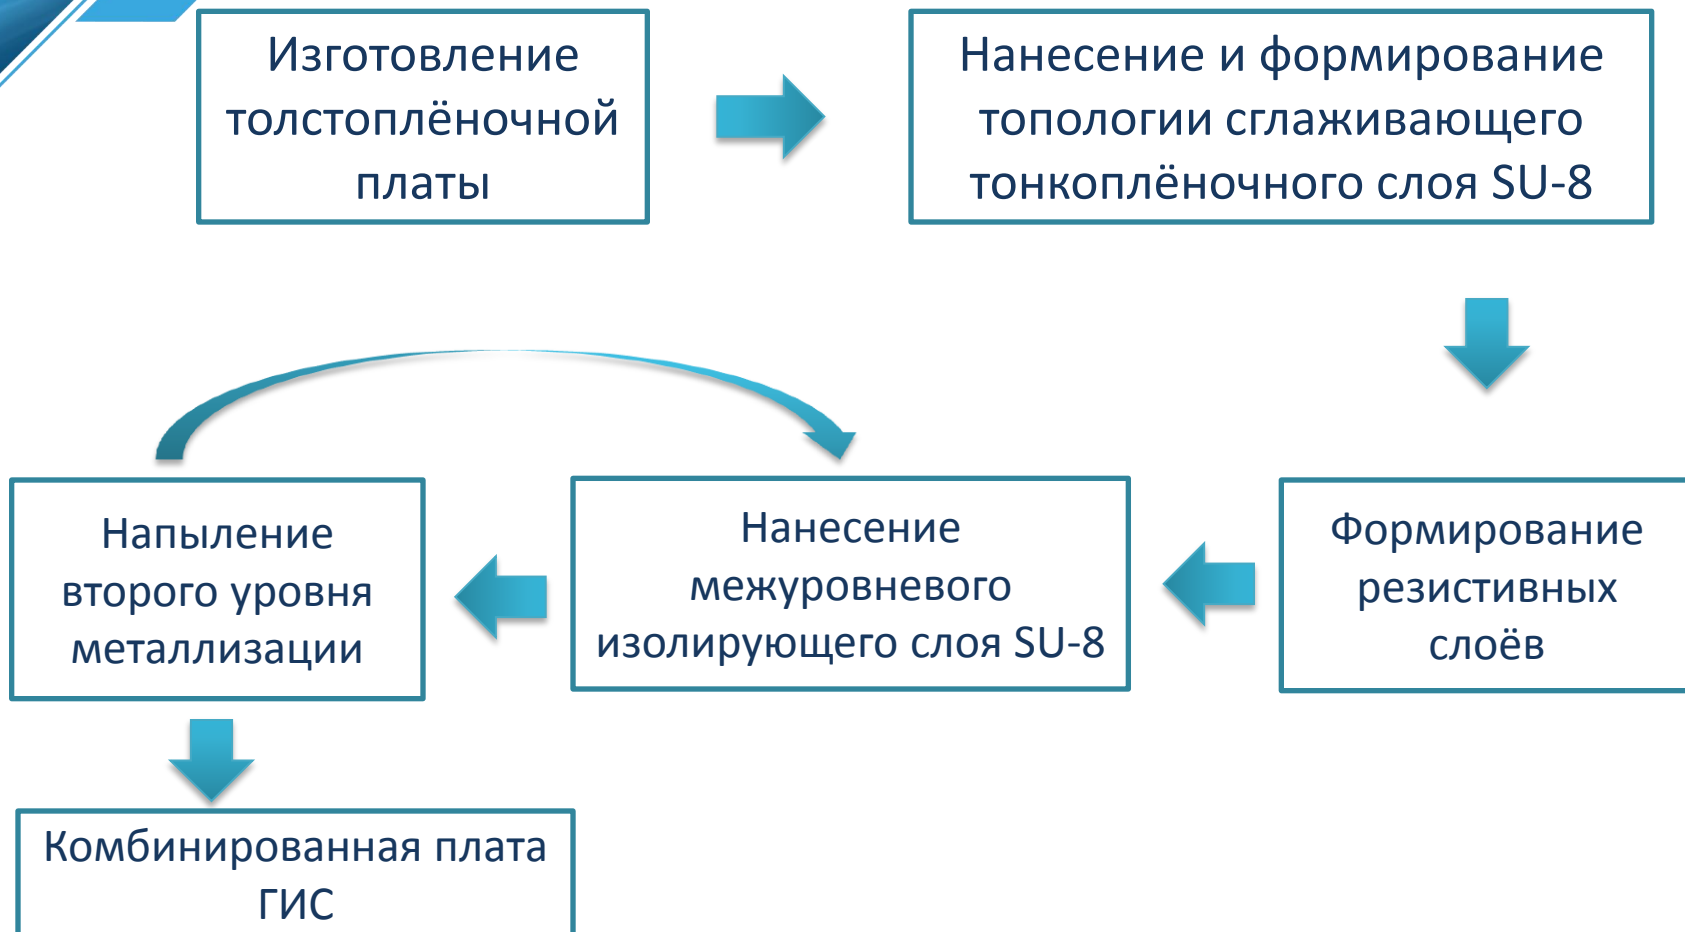 Изготовление
толстоплёночной
платы
Нанесение и формирование
топологии сглаживающего
тонкоплёночного слоя SU-8
Формирование
резистивных
слоёв
Нанесение
межуровневого
изолирующего слоя SU-8
Напыление
второго уровня
металлизации
Комбинированная плата
ГИС